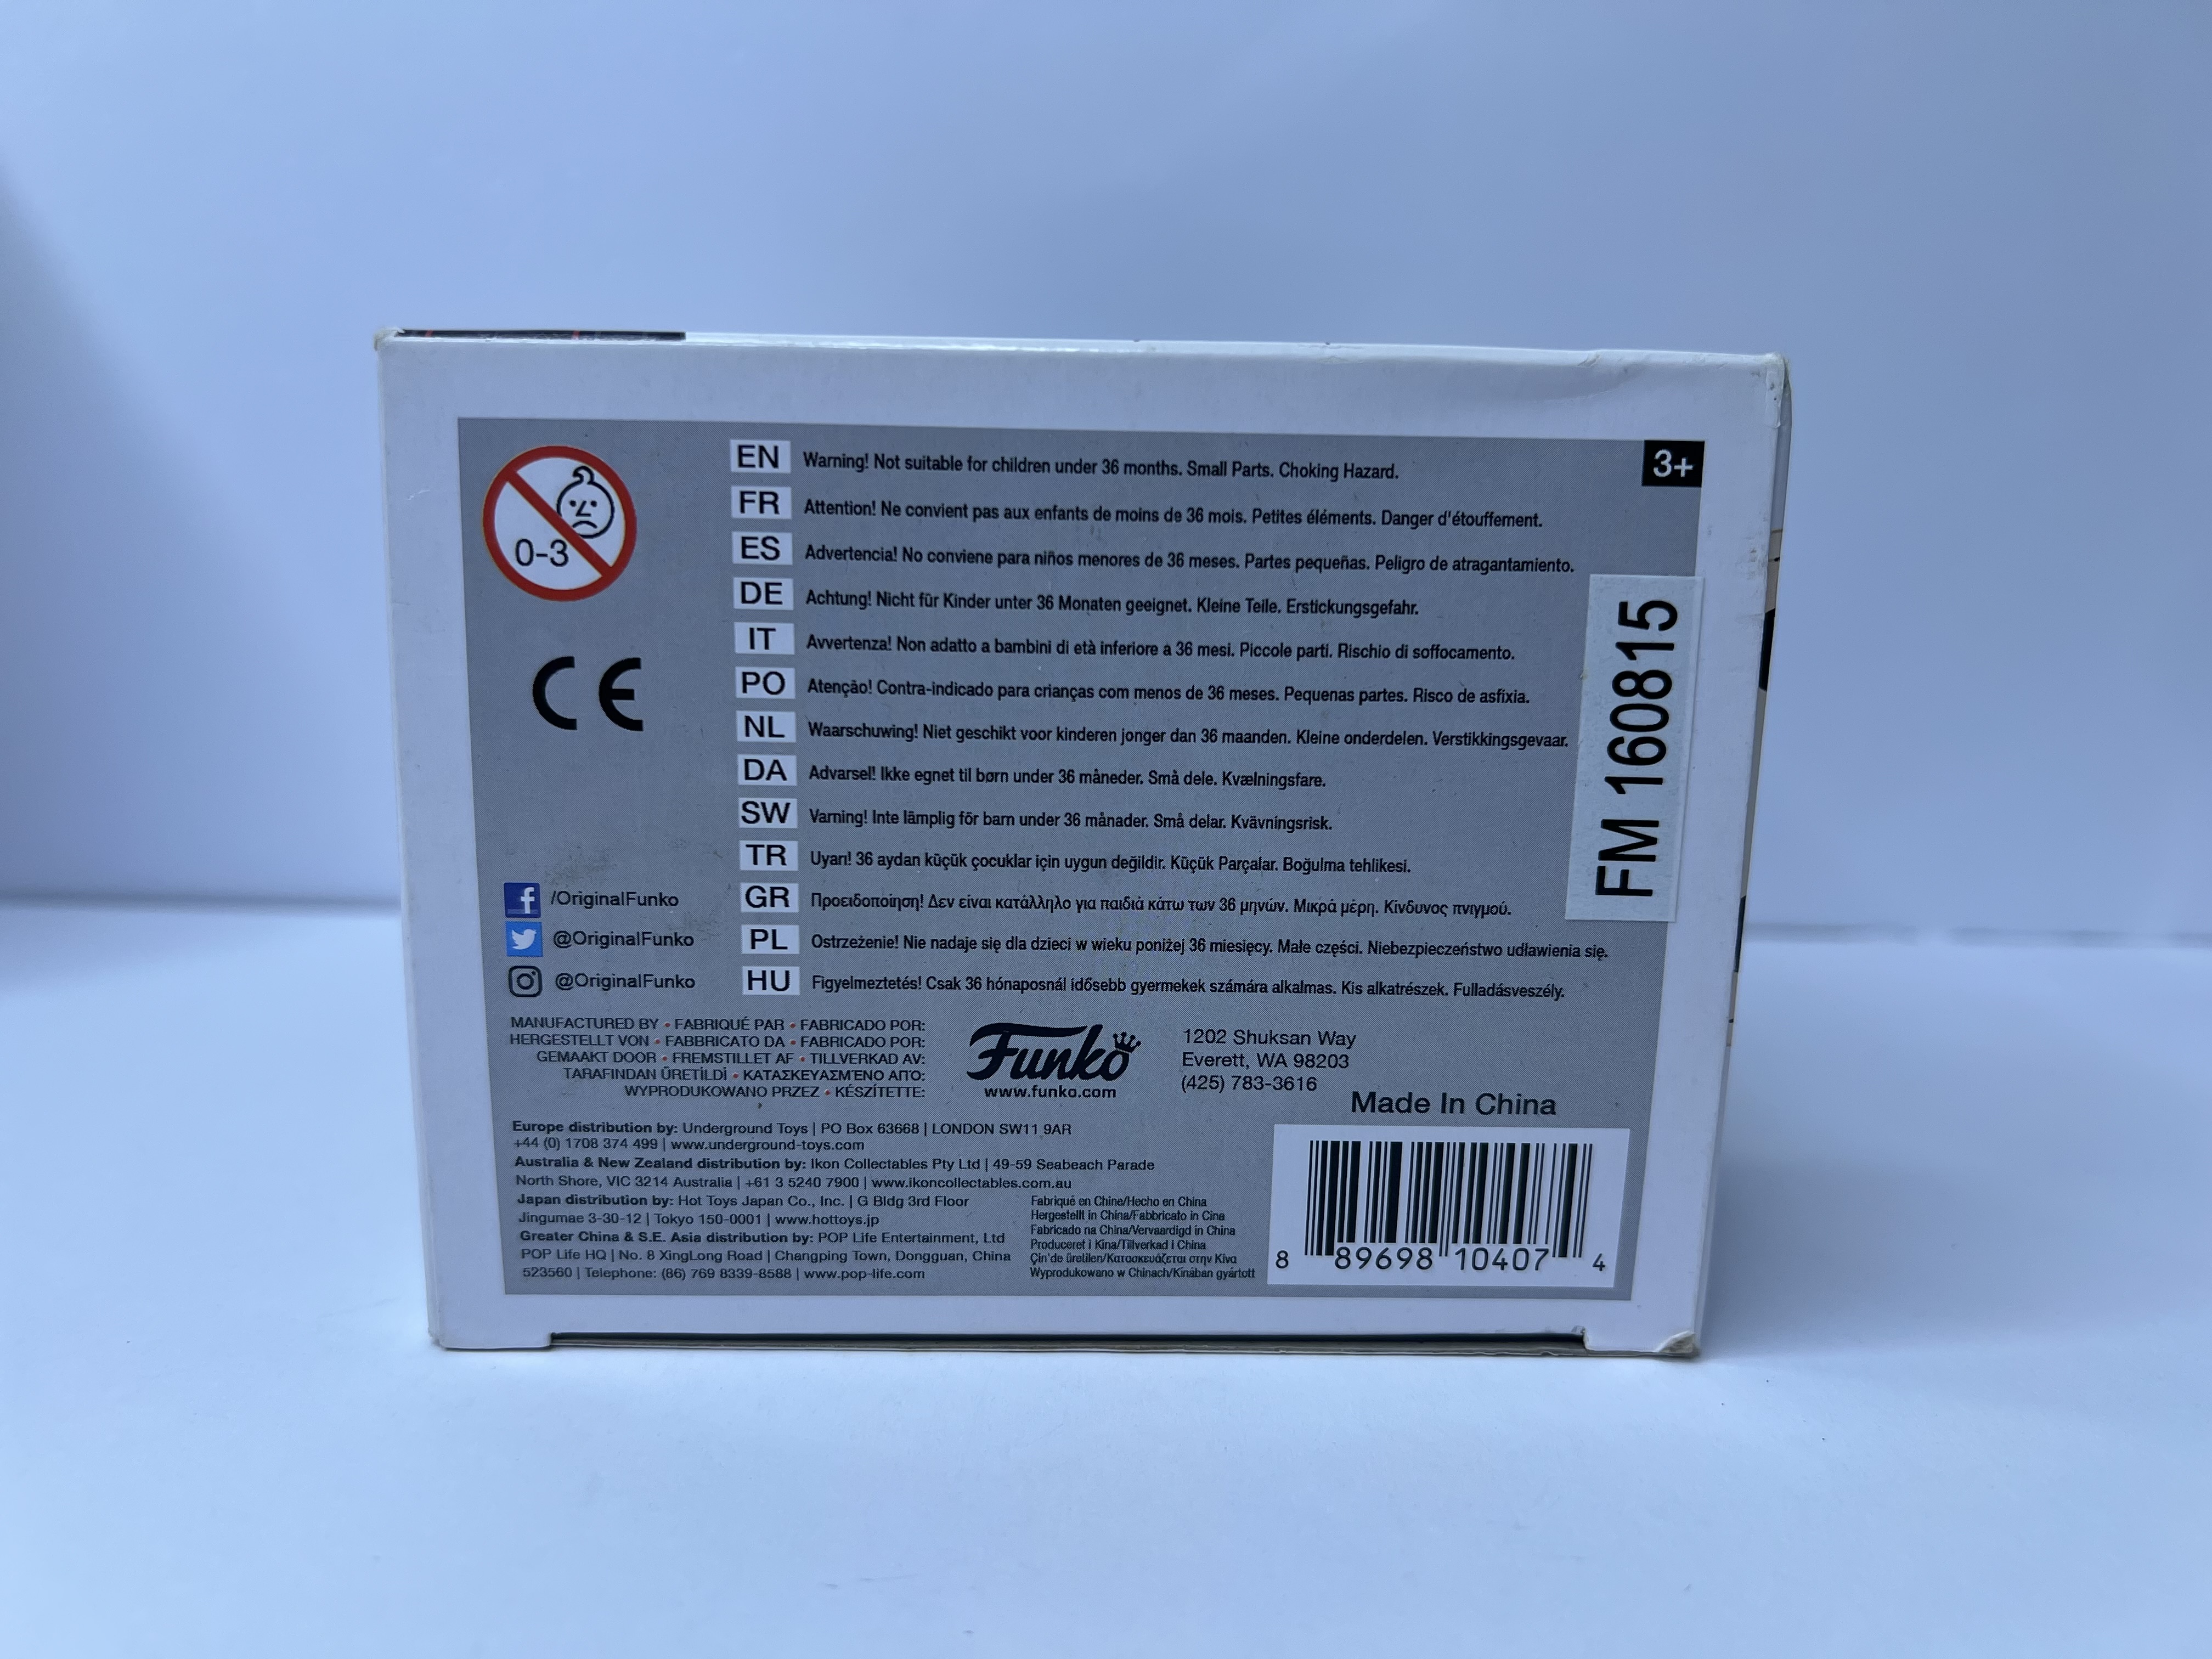 0-3
CE
EN Warning! Not suitable for children under 36 months. Small Parts. Choking Hazard.
FR Attention! Ne convient pas aux enfants de moins de 36 mois. Petites éléments. Danger d'étouffement.
ES Advertencia! No conviene para niños menores de 36 meses. Partes pequeñas. Peligro de atragantamiento.
DE Achtung! Nicht für Kinder unter 36 Monaten geeignet. Kleine Teile. Erstickungsgefahr.
IT Avvertenza! Non adatto a bambini di età inferiore a 36 mesi. Piccole parti. Rischio di soffocamento.
PO Atenção! Contra-indicado para crianças com menos de 36 meses. Pequenas partes. Risco de asfixia.
NL Waarschuwing! Niet geschikt voor kinderen jonger dan 36 maanden. Kleine onderdelen. Verstikkingsgevaar.
DA Advarsel! Ikke egnet til børn under 36 måneder. Små dele. Kvælningsfare.
SW Varning! Inte lämplig för barn under 36 månader. Små delar. Kvävningsrisk.
TR Uyarı! 36 aydan küçük çocuklar için uygun değildir. Küçük Parçalar. Boğulma tehlikesi.
GR Προειδοποίηση! Δεν είναι κατάλληλο για παιδιά κάτω των 36 μηνών. Μικρά μέρη. Κίνδυνος πνιγμού.
PL Ostrzeżenie! Nie nadaje się dla dzieci w wieku poniżej 36 miesięcy. Małe części. Niebezpieczeństwo udławienia się.
HU Figyelmeztetés! Csak 36 hónaposnál idősebb gyermekek számára alkalmas. Kis alkatrészek. Fulladásveszély.
3+
FM 160815
/OriginalFunko
@OriginalFunko
@OriginalFunko
MANUFACTURED BY • FABRIQUÉ PAR • FABRICADO POR:
HERGESTELLT VON • FABBRICATO DA • FABRICADO POR:
GEMAAKT DOOR • FREMSTILLET AF • TILLVERKAD AV:
TARAFINDAN ÜRETİLDİ • ΚΑΤΑΣΚΕΥΑΣΜΈΝΟ ΑΠΌ:
WYPRODUKOWANO PRZEZ • KÉSZÍTETTE:
Funko
www.funko.com
1202 Shuksan Way
Everett, WA 98203
(425) 783-3616
Made In China
Europe distribution by: Underground Toys | PO Box 63668 | LONDON SW11 9AR
+44 (0) 1708 374 499 | www.underground-toys.com
Australia & New Zealand distribution by: Ikon Collectables Pty Ltd | 49-59 Seabeach Parade
North Shore, VIC 3214 Australia | +61 3 5240 7900 | www.ikoncollectables.com.au
Japan distribution by: Hot Toys Japan Co., Inc. | G Bldg 3rd Floor
Jingumae 3-30-12 | Tokyo 150-0001 | www.hottoys.jp
Greater China & S.E. Asia distribution by: POP Life Entertainment, Ltd
POP Life HQ | No. 8 XingLong Road | Changping Town, Dongguan, China
523560 | Telephone: (86) 769 8339-8588 | www.pop-life.com
Fabriqué en Chine/Hecho en China
Hergestellt in China/Fabbricato in Cina
Fabricado na China/Vervaardigd in China
Produceret i Kina/Tillverkad i China
Çin'de üretilen/Κατασκευάζεται στην Κίνα
Wyprodukowano w Chinach/Kínában gyártott
8 89698 10407 4